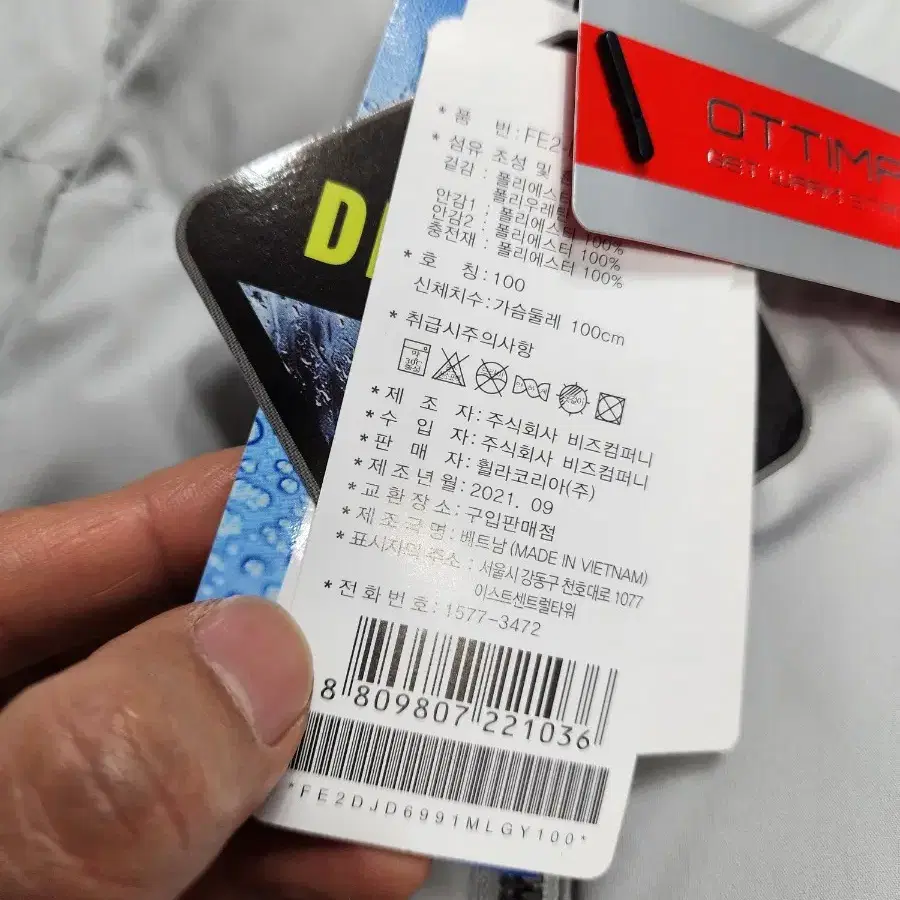 OTTIMA
D
* 품 번 : FE2
* 섬유 조성 및
겉감 : 폴리에스터
폴리우레탄
안감1 : 폴리에스터 100%
안감2 : 폴리에스터 100%
충전재 : 폴리에스터 100%
* 호 칭 : 100
신체치수 : 가슴둘레 100cm
* 취급시주의사항
* 제 조 자 : 주식회사 비즈컴퍼니
* 수 입 자 : 주식회사 비즈컴퍼니
* 판 매 자 : 휠라코리아(주)
* 제 조 년 월 : 2021. 09
* 교 환 장 소 : 구입판매점
* 제 조 국 명 : 베트남 (MADE IN VIETNAM)
* 표시자의 주소 : 서울시 강동구 천호대로 1077
이스트센트럴타워
* 전 화 번 호 : 1577-3472
8 809807 221036
*FE2DJD6991MLGY100*